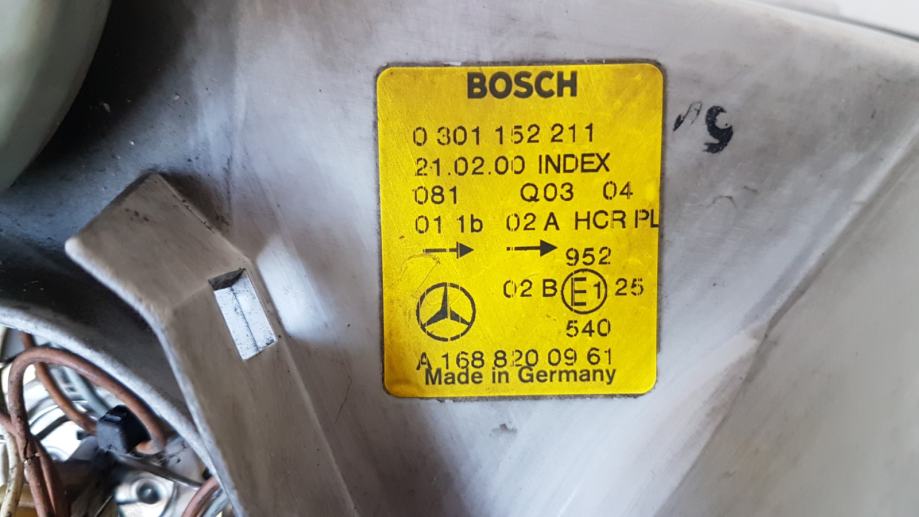 BOSCH
0 301 152 211
21.02.00 INDEX
081 Q03 04
01 1b 02 A HCR PL
952
02 B E1 25
540
A 168 820 09 61
Made in Germany
5